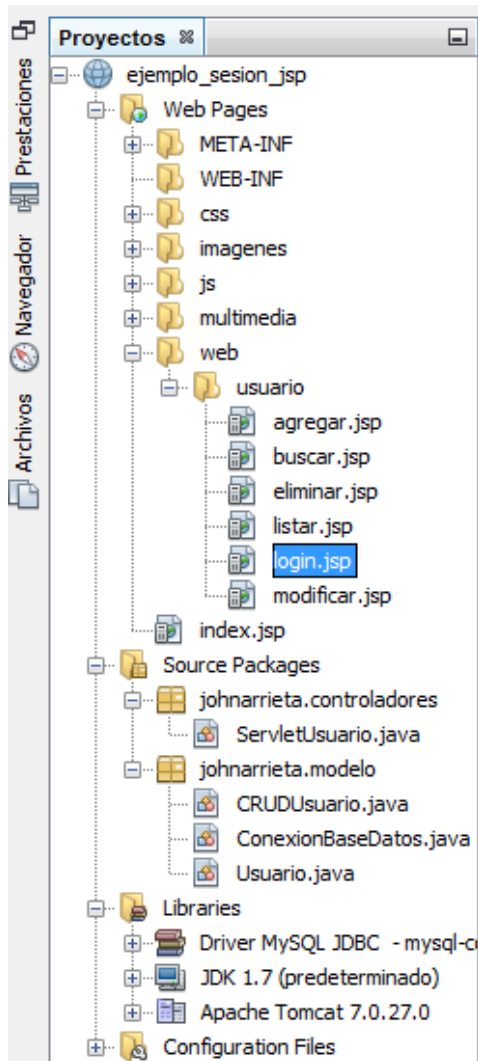 Proyectos
Prestaciones
Navegador
Archivos
ejemplo_sesion_jsp
Web Pages
META-INF
WEB-INF
css
imagenes
js
multimedia
web
usuario
agregar.jsp
buscar.jsp
eliminar.jsp
listar.jsp
login.jsp
modificar.jsp
index.jsp
Source Packages
johnarrieta.controladores
ServletUsuario.java
johnarrieta.modelo
CRUDUsuario.java
ConexionBaseDatos.java
Usuario.java
Libraries
Driver MySQL JDBC - mysql-c
JDK 1.7 (predeterminado)
Apache Tomcat 7.0.27.0
Configuration Files